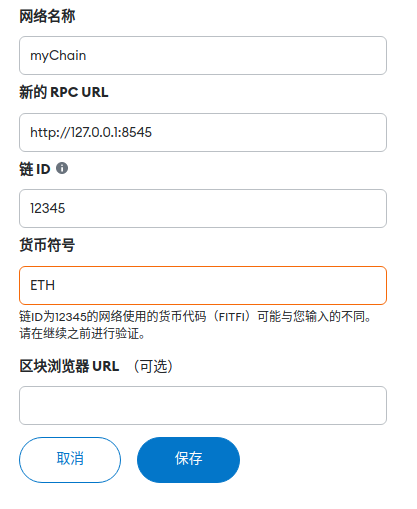 网络名称
myChain
新的 RPC URL
http://127.0.0.1:8545
链 ID
12345
货币符号
ETH
链ID为12345的网络使用的货币代码（FITFI）可能与您输入的不同。
请在继续之前进行验证。
区块浏览器 URL （可选）
取消 保存